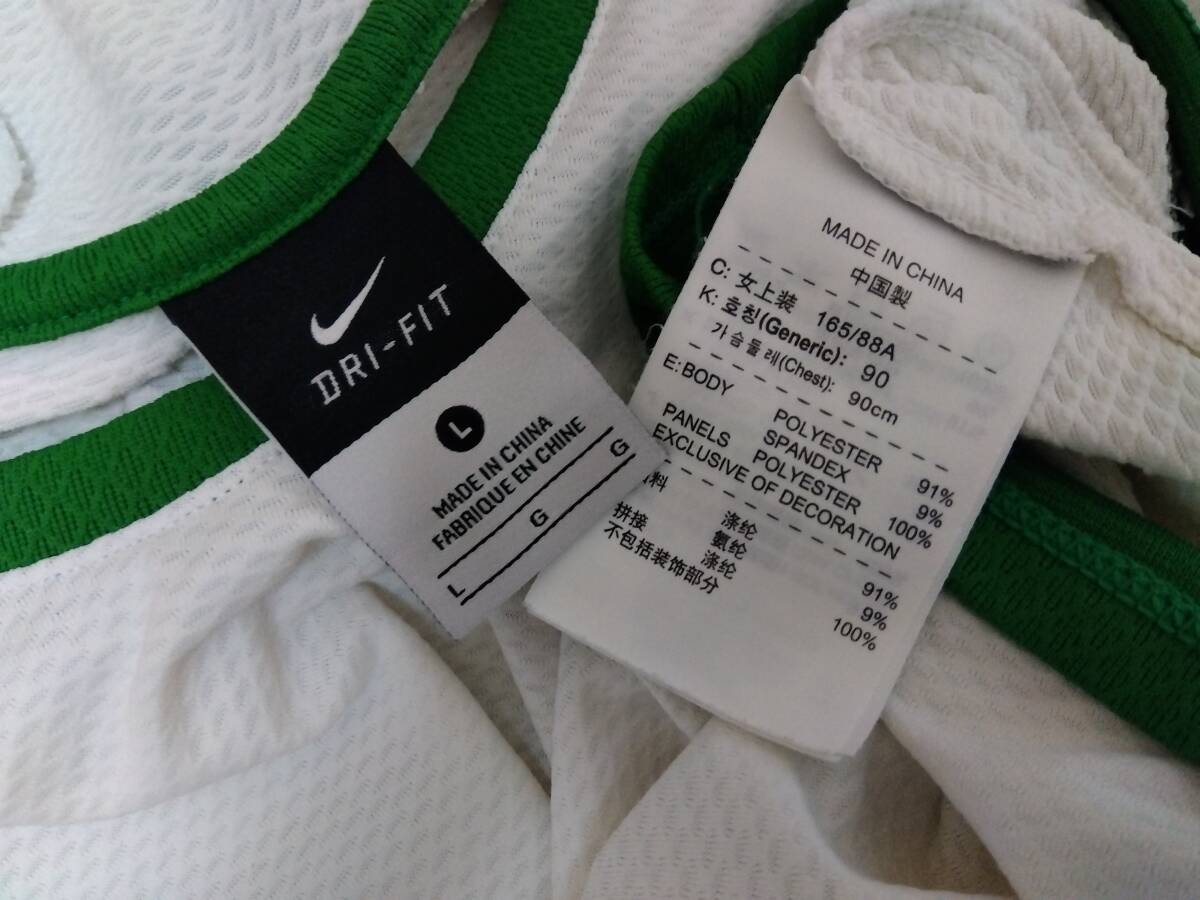 DRI-FIT
L
MADE IN CHINA
FABRIQUE EN CHINE
L G G
MADE IN CHINA
中国製
C: 女上装 165/88A
K: 호칭(Generic): 90
가슴둘레(Chest): 90cm
E: BODY POLYESTER 91%
SPANDEX 9%
PANELS POLYESTER 100%
EXCLUSIVE OF DECORATION
料 涤纶 91%
氨纶 9%
拼接 涤纶 100%
不包括装饰部分